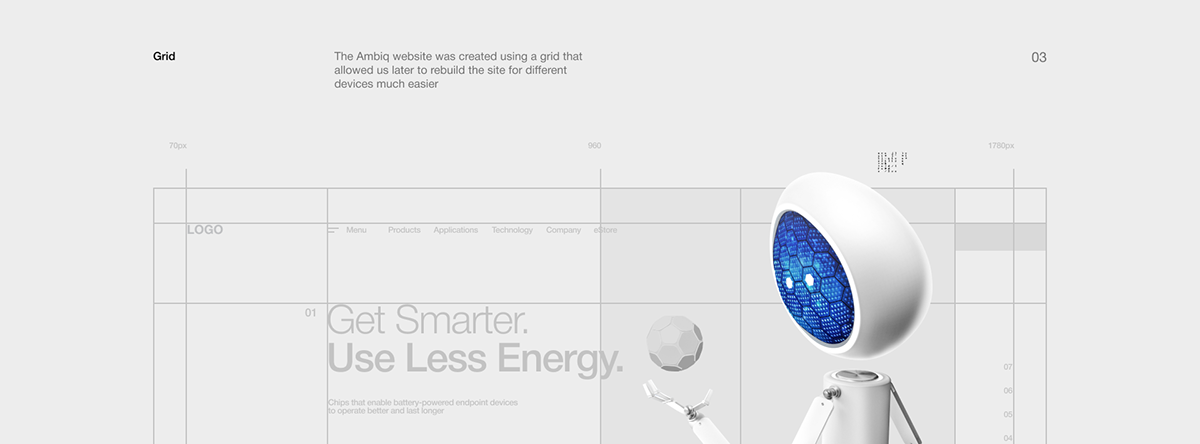 Grid
The Ambiq website was created using a grid that
allowed us later to rebuild the site for different
devices much easier
03
70px
960
1780px
LOGO
Menu Products Applications Technology Company eStore
01
Get Smarter.
Use Less Energy.
Chips that enable battery-powered endpoint devices
to operate better and last longer
07
06
05
04